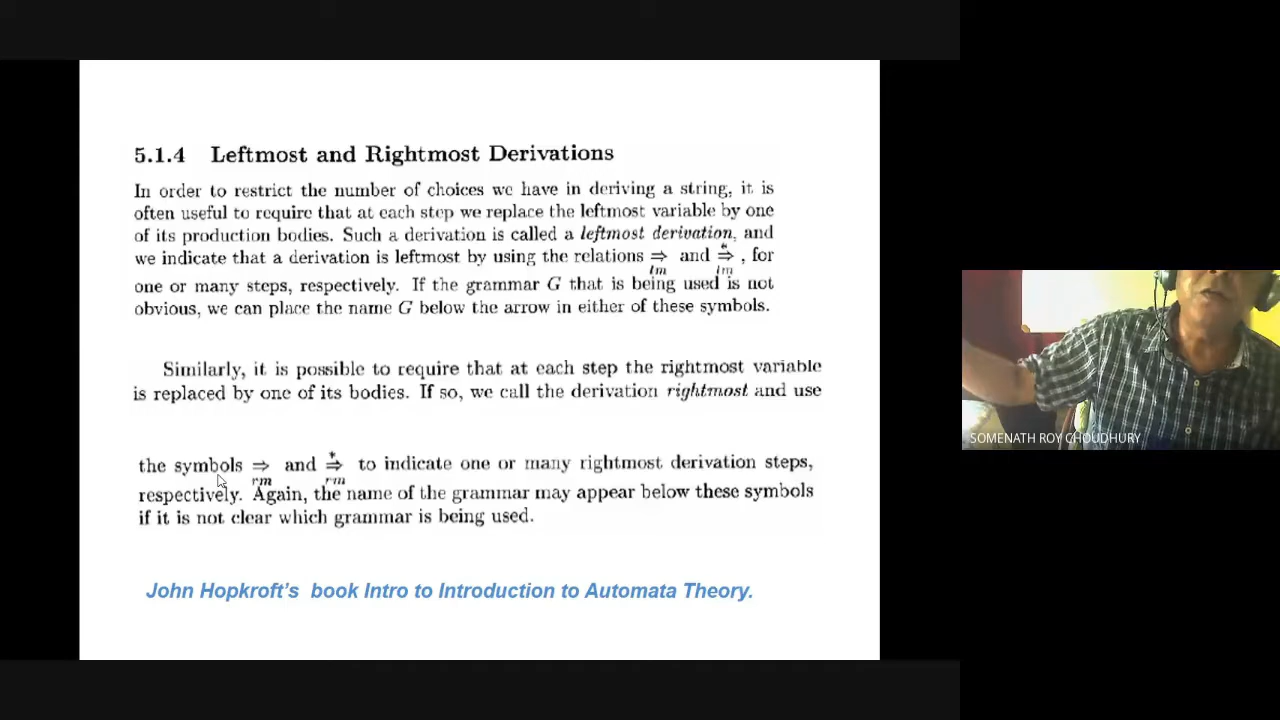 5.1.4 Leftmost and Rightmost Derivations
In order to restrict the number of choices we have in deriving a string, it is
often useful to require that at each step we replace the leftmost variable by one
of its production bodies. Such a derivation is called a leftmost derivation, and
we indicate that a derivation is leftmost by using the relations ⇒ and ⇒* , for
lm lm
one or many steps, respectively. If the grammar G that is being used is not
obvious, we can place the name G below the arrow in either of these symbols.
Similarly, it is possible to require that at each step the rightmost variable
is replaced by one of its bodies. If so, we call the derivation rightmost and use
the symbols ⇒ and ⇒* to indicate one or many rightmost derivation steps,
rm rm
respectively. Again, the name of the grammar may appear below these symbols
if it is not clear which grammar is being used.
John Hopkroft's book Intro to Introduction to Automata Theory.
SOMENATH ROY CHOUDHURY